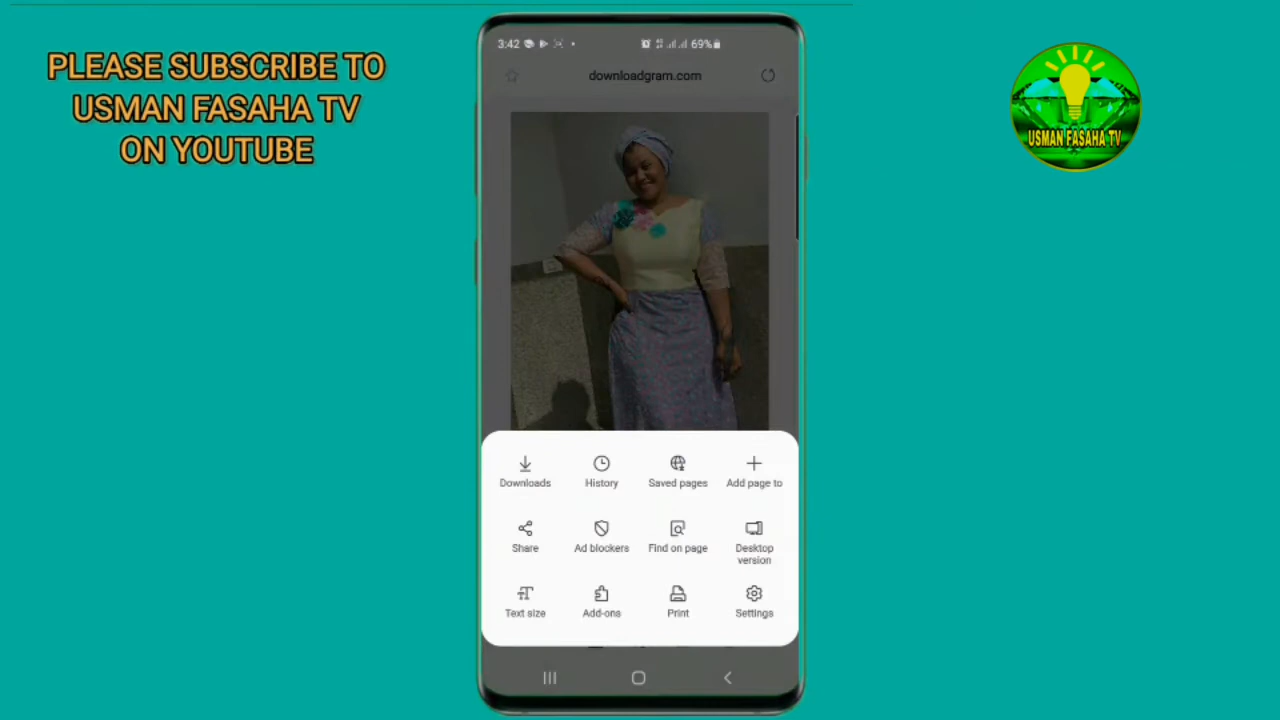 PLEASE SUBSCRIBE TO
USMAN FASAHA TV
ON YOUTUBE
USMAN FASAHA TV
3:42
69%
downloadgram.com
Downloads
History
Saved pages
Add page to
Share
Ad blockers
Find on page
Desktop
version
Text size
Add-ons
Print
Settings